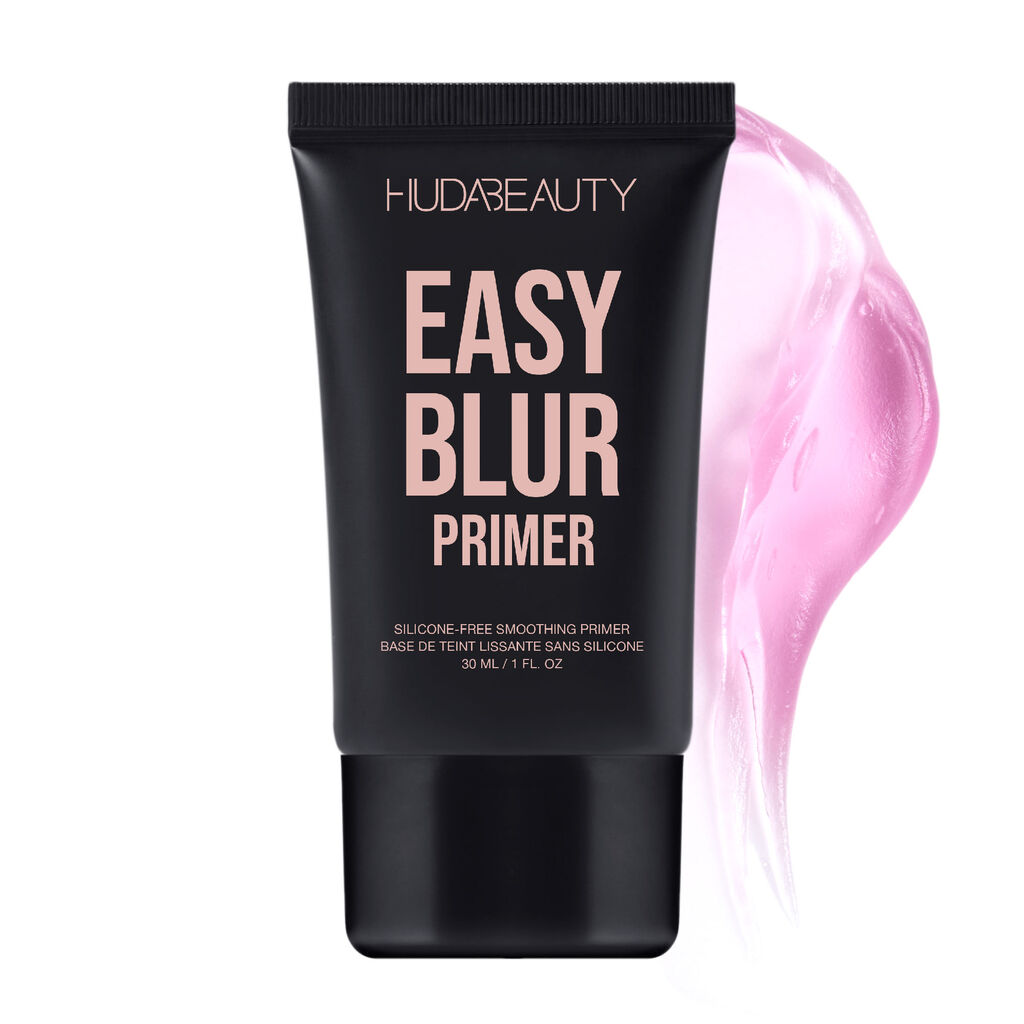 HUDABEAUTY
EASY
BLUR
PRIMER
SILICONE-FREE SMOOTHING PRIMER
BASE DE TEINT LISSANTE SANS SILICONE
30 ML / 1 FL. OZ